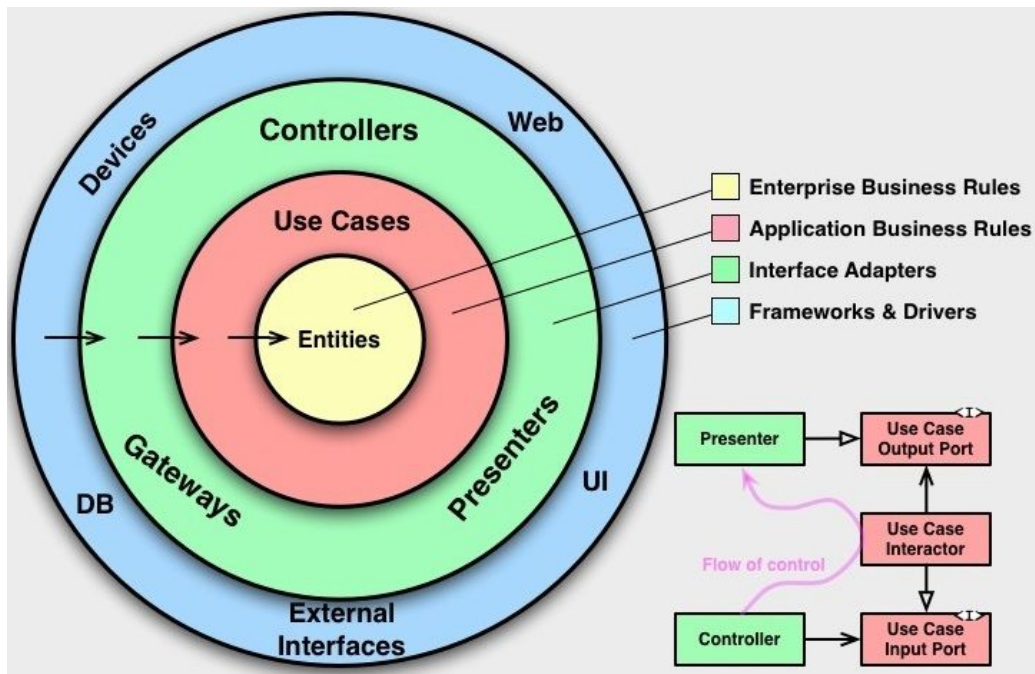 Devices
Controllers
Web
Use Cases
Entities
Gateways
Presenters
DB
UI
External
Interfaces
Enterprise Business Rules
Application Business Rules
Interface Adapters
Frameworks & Drivers
Presenter
<I>
Use Case
Output Port
Flow of control
Use Case
Interactor
Controller
<I>
Use Case
Input Port